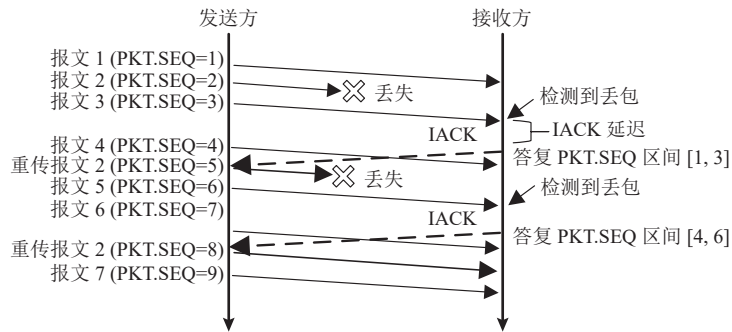 发送方 接收方
报文 1 (PKT.SEQ=1)
报文 2 (PKT.SEQ=2)
丢失
报文 3 (PKT.SEQ=3)
检测到丢包
IACK
IACK 延迟
报文 4 (PKT.SEQ=4)
答复 PKT.SEQ 区间 [1, 3]
重传报文 2 (PKT.SEQ=5)
丢失
报文 5 (PKT.SEQ=6)
检测到丢包
报文 6 (PKT.SEQ=7)
IACK
答复 PKT.SEQ 区间 [4, 6]
重传报文 2 (PKT.SEQ=8)
报文 7 (PKT.SEQ=9)